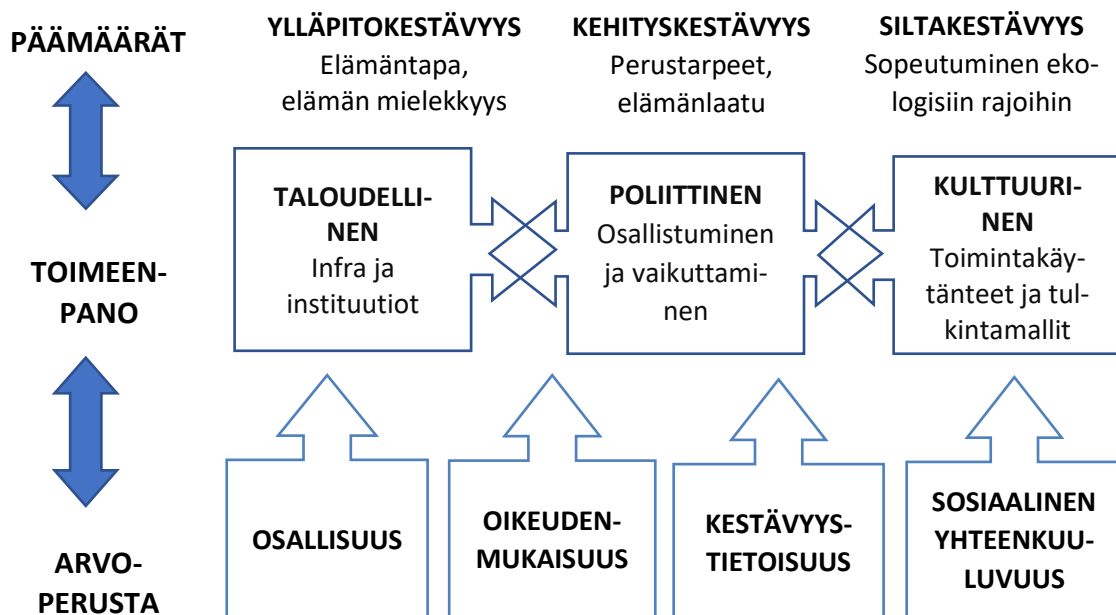 PÄÄMÄÄRÄT
YLLÄPITOKESTÄVYYS
Elämäntapa,
elämän mielekkyys
KEHITYSKESTÄVYYS
Perustarpeet,
elämänlaatu
SILTAKESTÄVYYS
Sopeutuminen eko-
logisiin rajoihin
TOIMEEN-
PANO
TALOUDELLI-
NEN
Infra ja
instituutiot
POLIITTINEN
Osallistuminen
ja vaikuttami-
nen
KULTTUURI-
NEN
Toimintakäy-
tänteet ja tul-
kintamallit
ARVO-
PERUSTA
OSALLISUUS
OIKEUDEN-
MUKAISUUS
KESTÄVYYS-
TIETOISUUS
SOSIAALINEN
YHTEENKUU-
LUVUUS